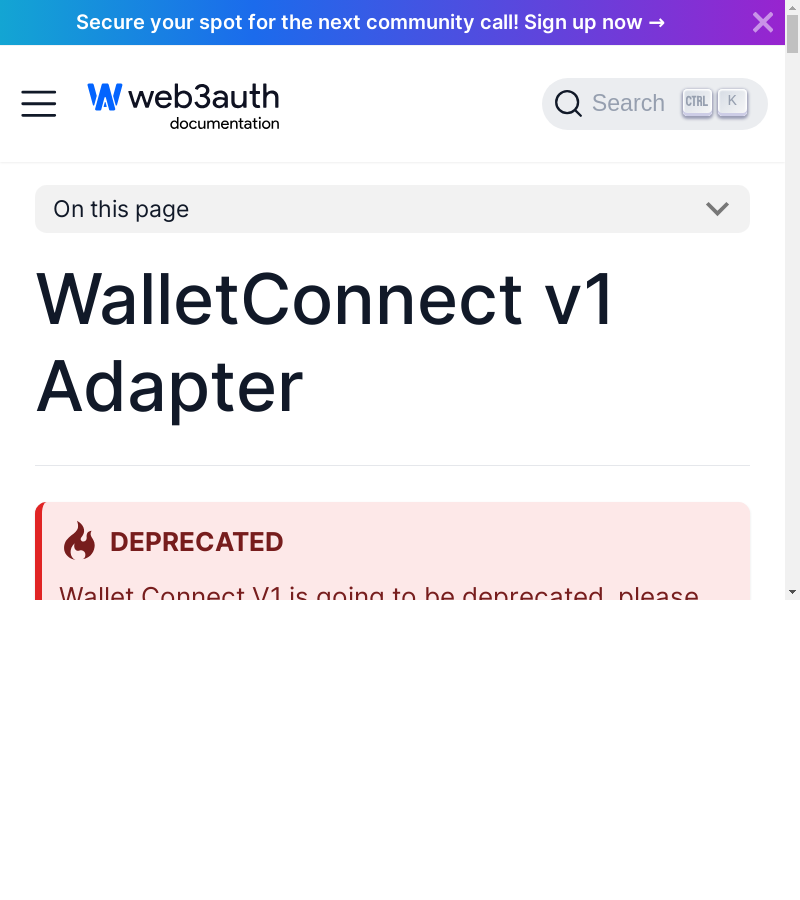 Secure your spot for the next community call! Sign up now →
web3auth
documentation
Search CTRL K
On this page
WalletConnect v1
Adapter
DEPRECATED
Wallet Connect V1 is going to be deprecated, please